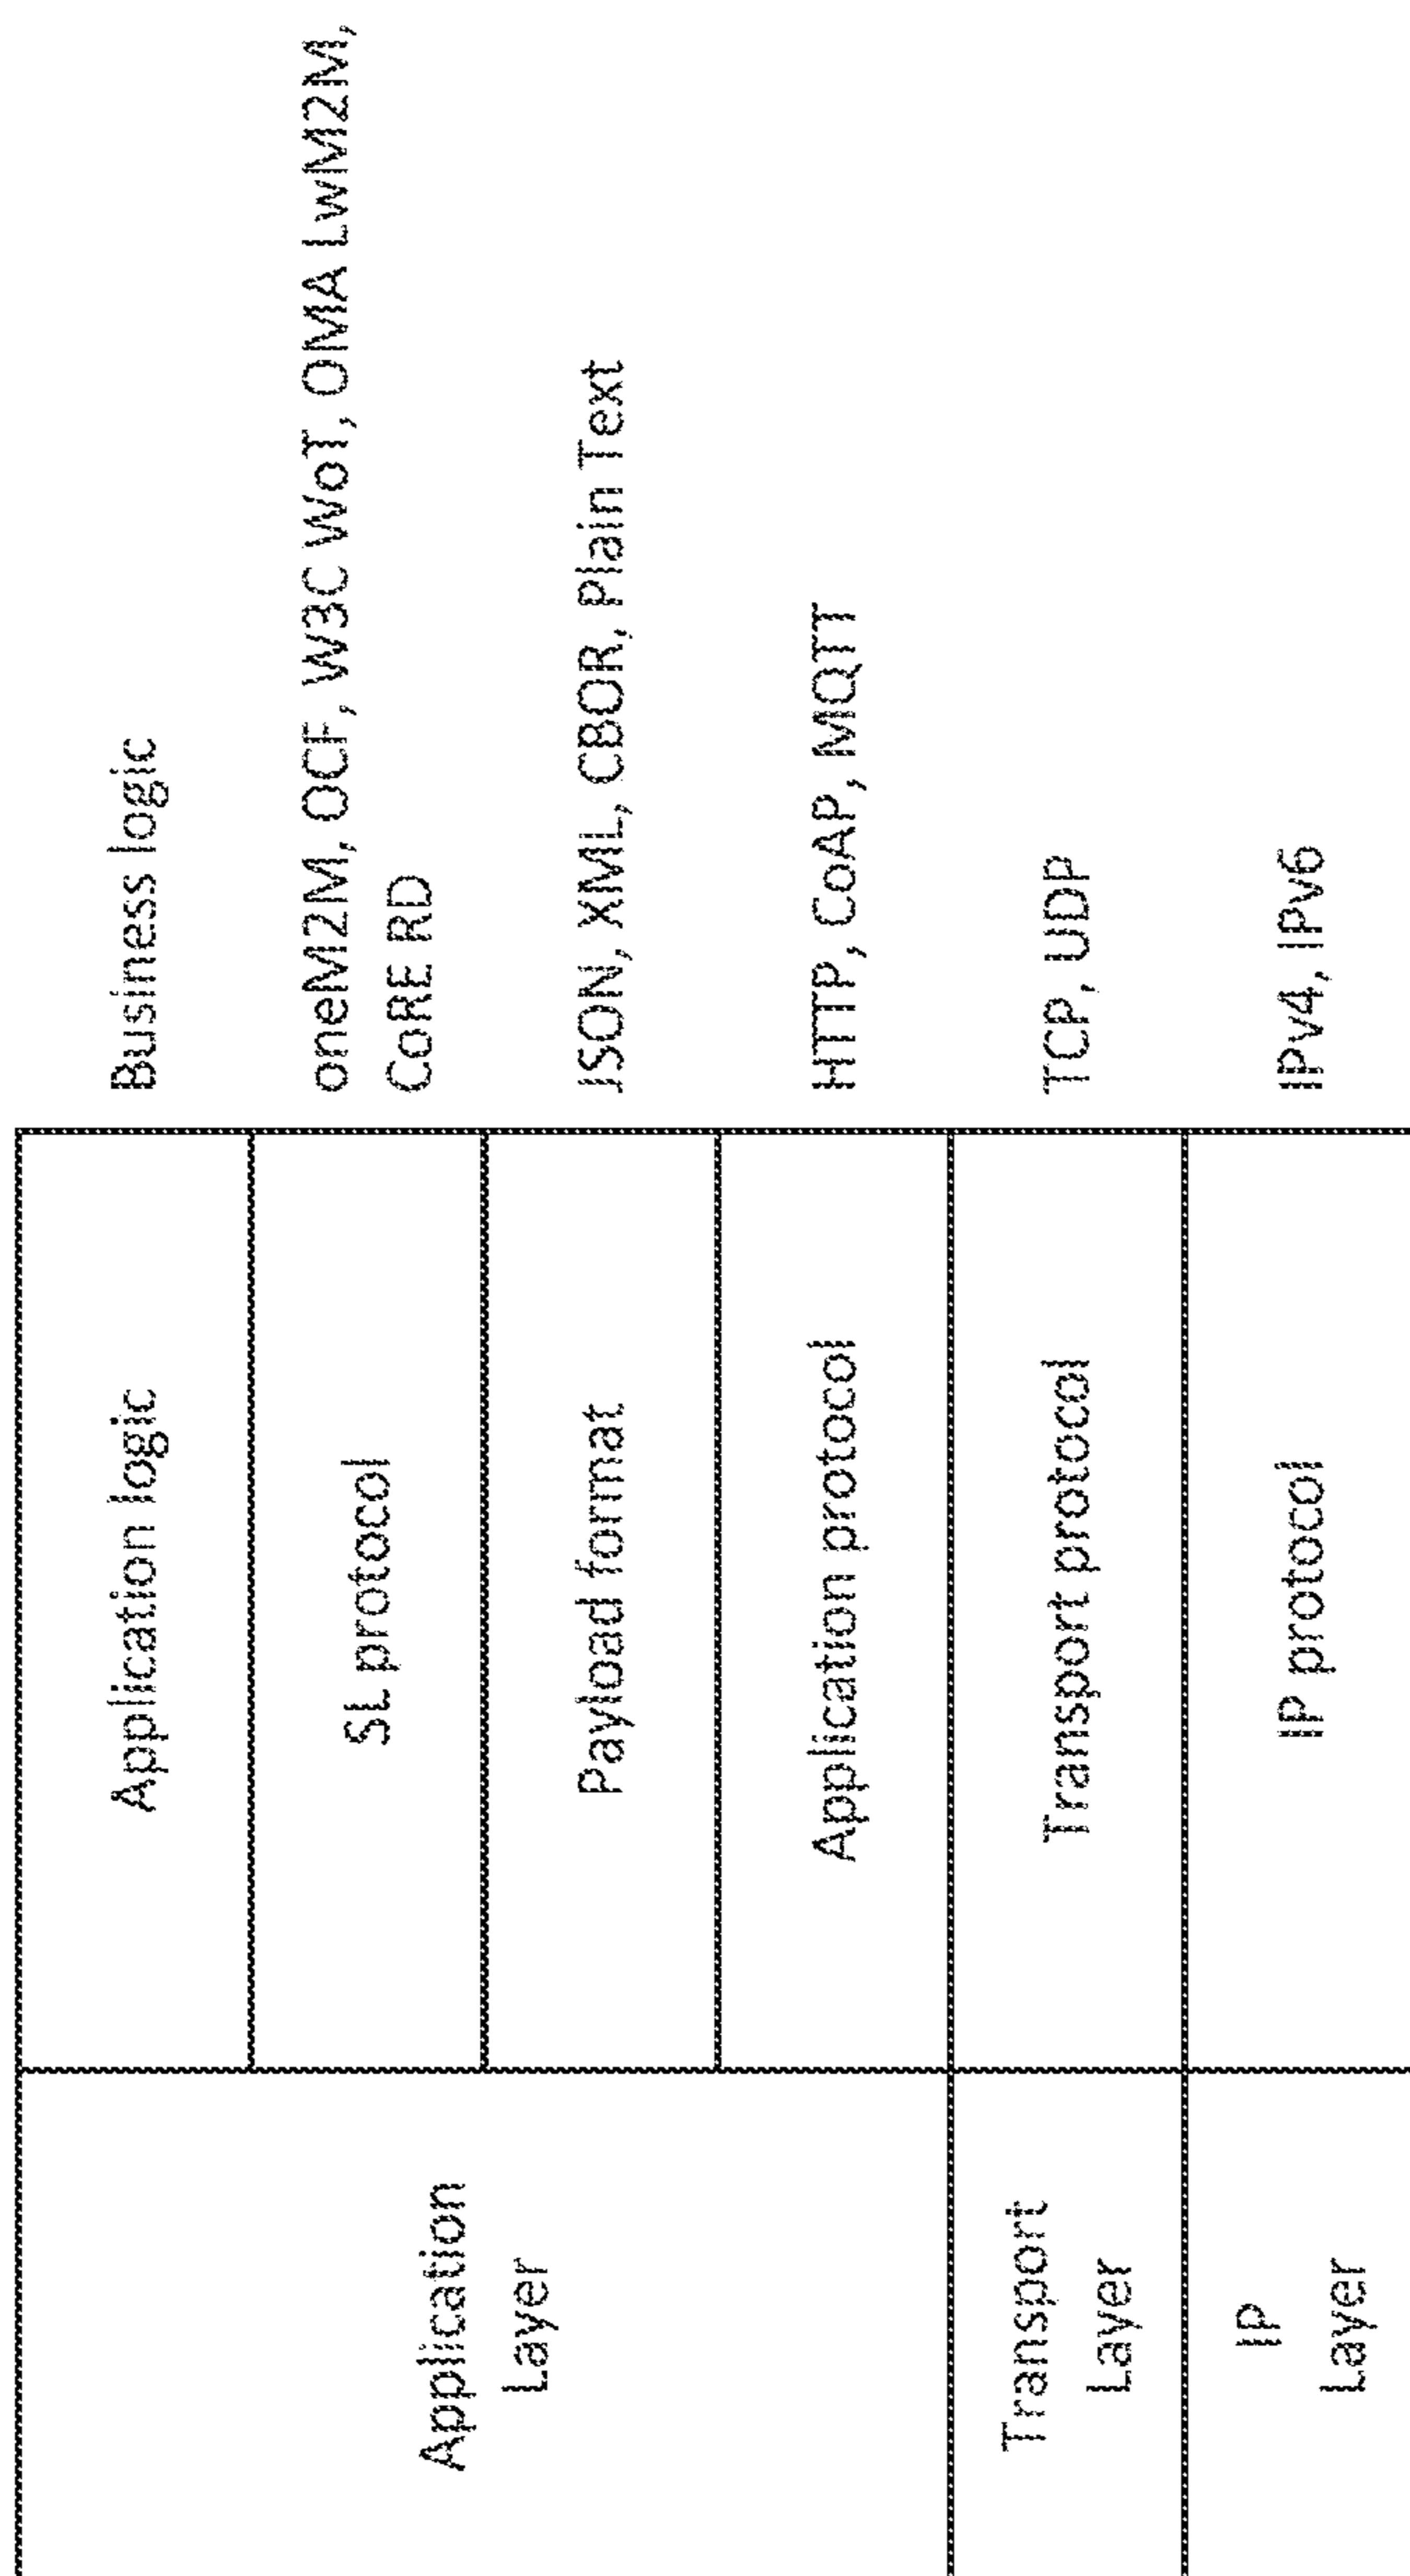 Application
Layer
Application logic
Business logic
SL protocol
oneM2M, OCF, W3C WoT, OMA LwM2M,
CoRE RD
Payload format
JSON, XML, CBOR, Plain Text
Application protocol
HTTP, CoAP, MQTT
Transport
Layer
Transport protocol
TCP, UDP
IP
Layer
IP protocol
IPv4, IPv6